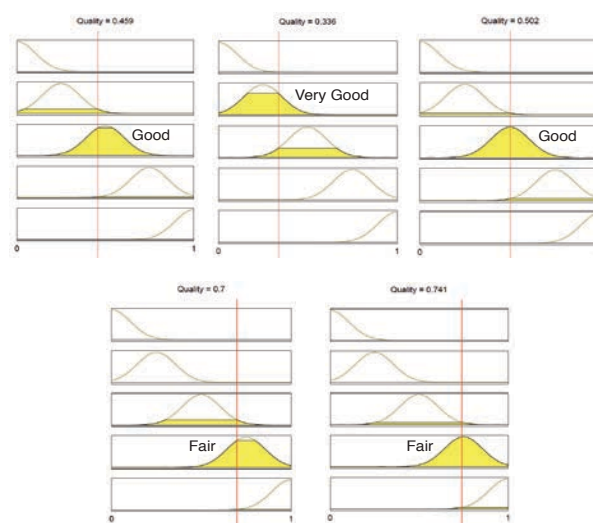 Quality = 0.459
Quality = 0.336
Quality = 0.502
Very Good
Good
Good
0
1
0
1
0
1
Quality = 0.7
Quality = 0.741
Fair
Fair
0
1
0
1